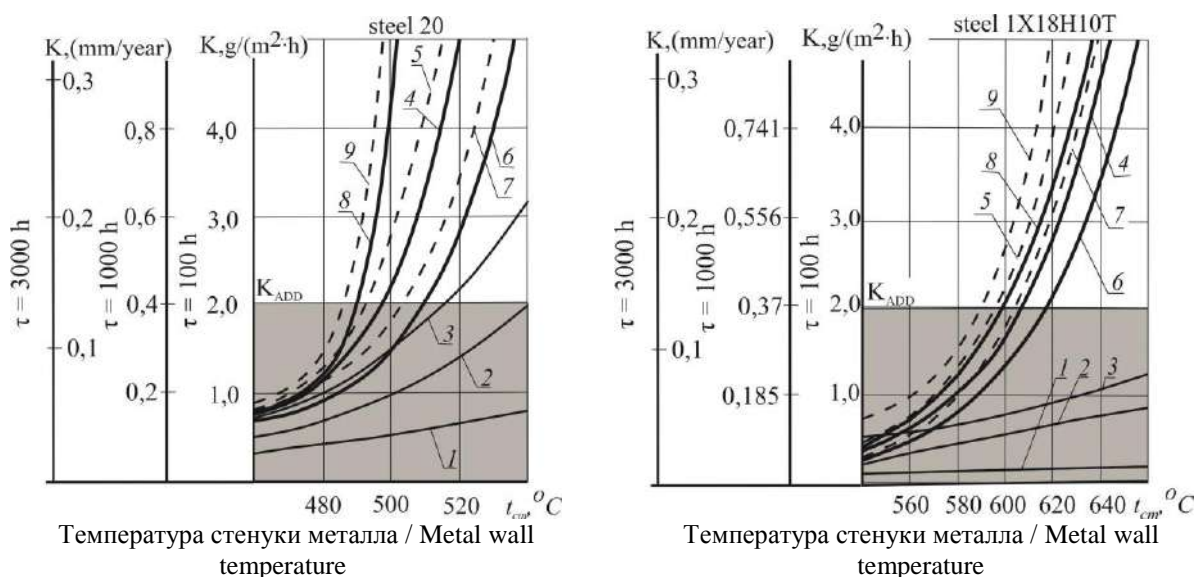 steel 20
K,(mm/year)
K,g/(m²·h)
0,3
0,2
0,1
τ = 3000 h
0,8
0,6
0,4
0,2
τ = 1000 h
4,0
3,0
2,0
1,0
τ = 100 h
K_ADD
9
8
5
4
6
7
3
2
1
480 500 520 t_cm, °C
Температура стенуки металла / Metal wall
temperature
steel 1X18H10T
K,(mm/year)
K,g/(m²·h)
0,3
0,2
0,1
τ = 3000 h
0,741
0,556
0,37
0,185
τ = 1000 h
4,0
3,0
2,0
1,0
τ = 100 h
K_ADD
9
8
5
4
7
6
1 2 3
560 580 600 620 640 t_cm, °C
Температура стенуки металла / Metal wall
temperature